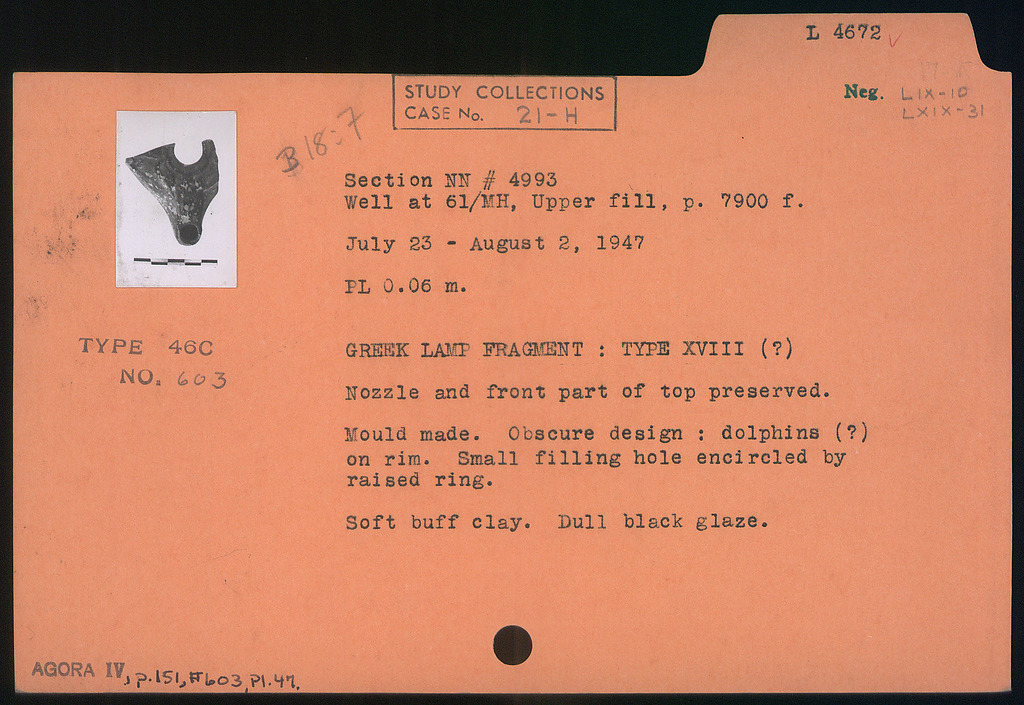 L 4672
Neg. LIX-10
LXIX-31
STUDY COLLECTIONS
CASE No. 21-H
Section NN # 4993
Well at 61/MH, Upper fill, p. 7900 f.
July 23 - August 2, 1947
PL 0.06 m.
TYPE 46C
NO. 603
GREEK LAMP FRAGMENT : TYPE XVIII (?)
Nozzle and front part of top preserved.
Mould made. Obscure design : dolphins (?)
on rim. Small filling hole encircled by
raised ring.
Soft buff clay. Dull black glaze.
AGORA IV, p.151, #603, Pl.47.